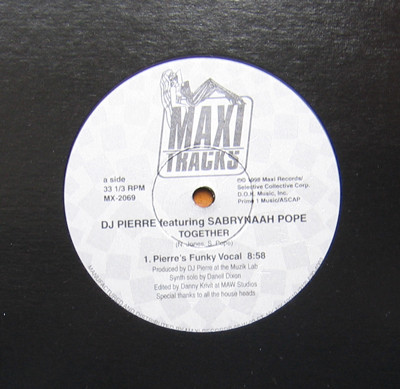 MAXI
TRACKS
a side
33 1/3 RPM
MX-2069
℗© 1998 Maxi Records/
Selective Collective Corp.
Music, Inc.
Prime 1 Music/ASCAP
DJ PIERRE featuring SABRYNAAH POPE
TOGETHER
(N. Jones, S. Pope)
1. Pierre's Funky Vocal 8:58
Produced by DJ Pierre at the Muzik Lab
Synth solo by Daniell Dixon
Edited by Danny Krivit at MAW Studios
Special thanks to all the house heads